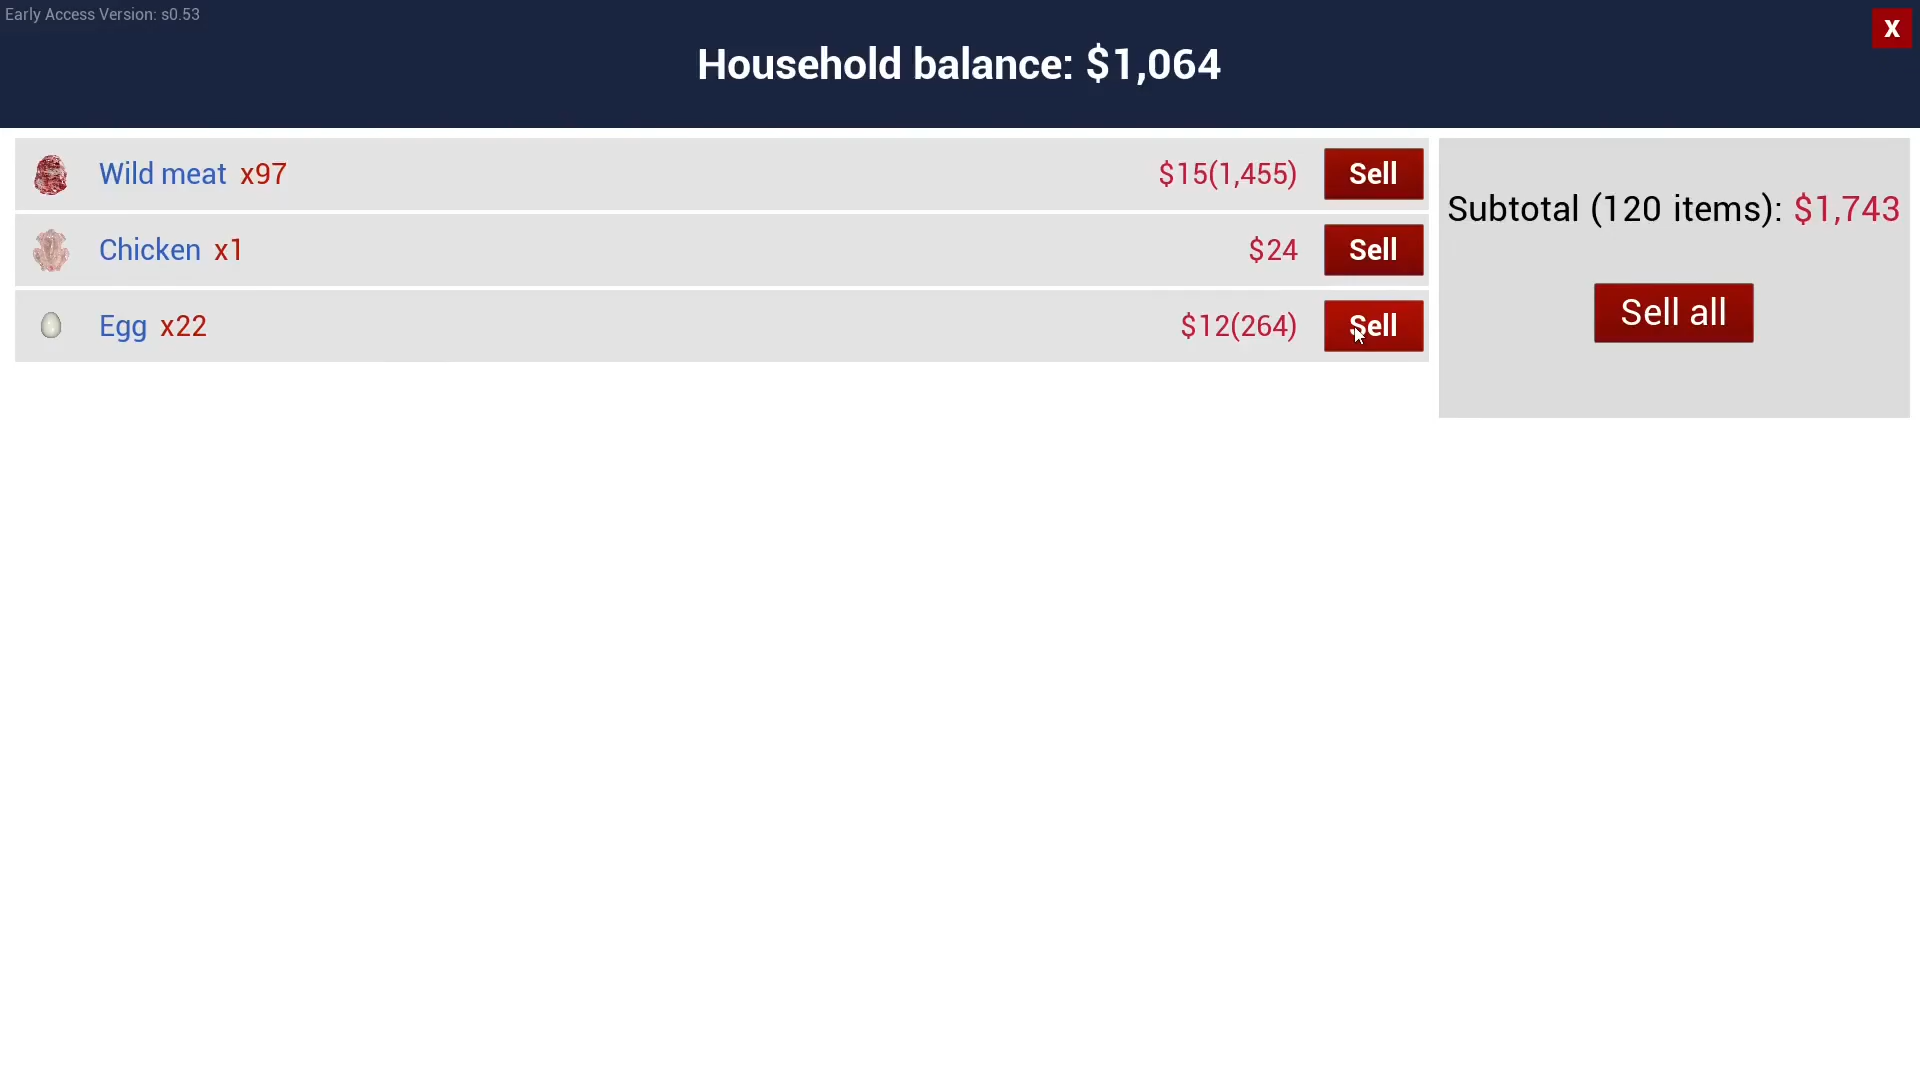 Early Access Version: s0.53
X
Household balance: $1,064
Wild meat x97 $15(1,455) Sell
Chicken x1 $24 Sell
Egg x22 $12(264) Sell
Subtotal (120 items): $1,743
Sell all